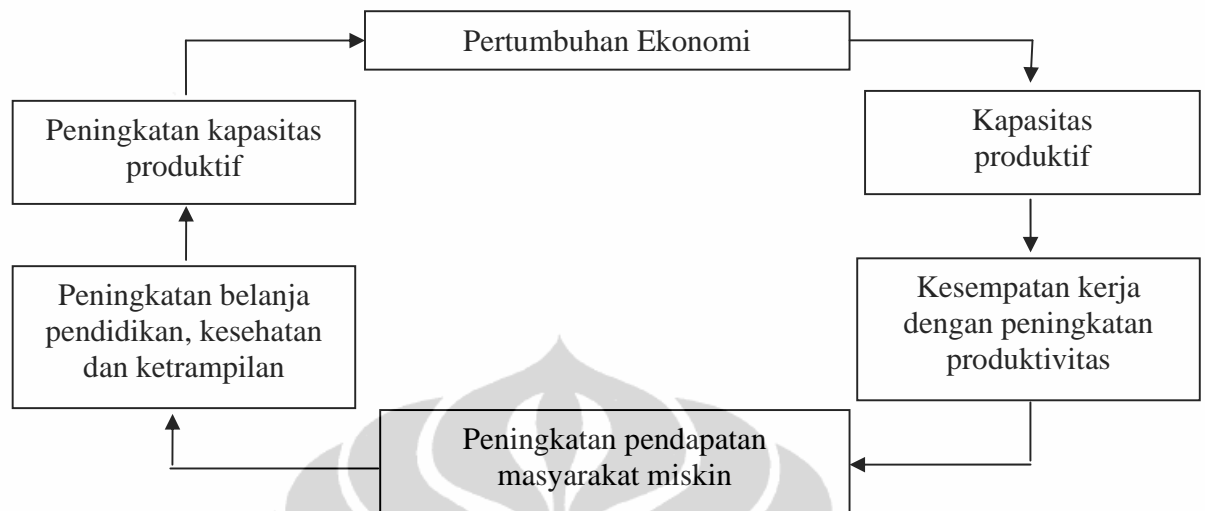 Pertumbuhan Ekonomi
Kapasitas
produktif
Kesempatan kerja
dengan peningkatan
produktivitas
Peningkatan pendapatan
masyarakat miskin
Peningkatan belanja
pendidikan, kesehatan
dan ketrampilan
Peningkatan kapasitas
produktif